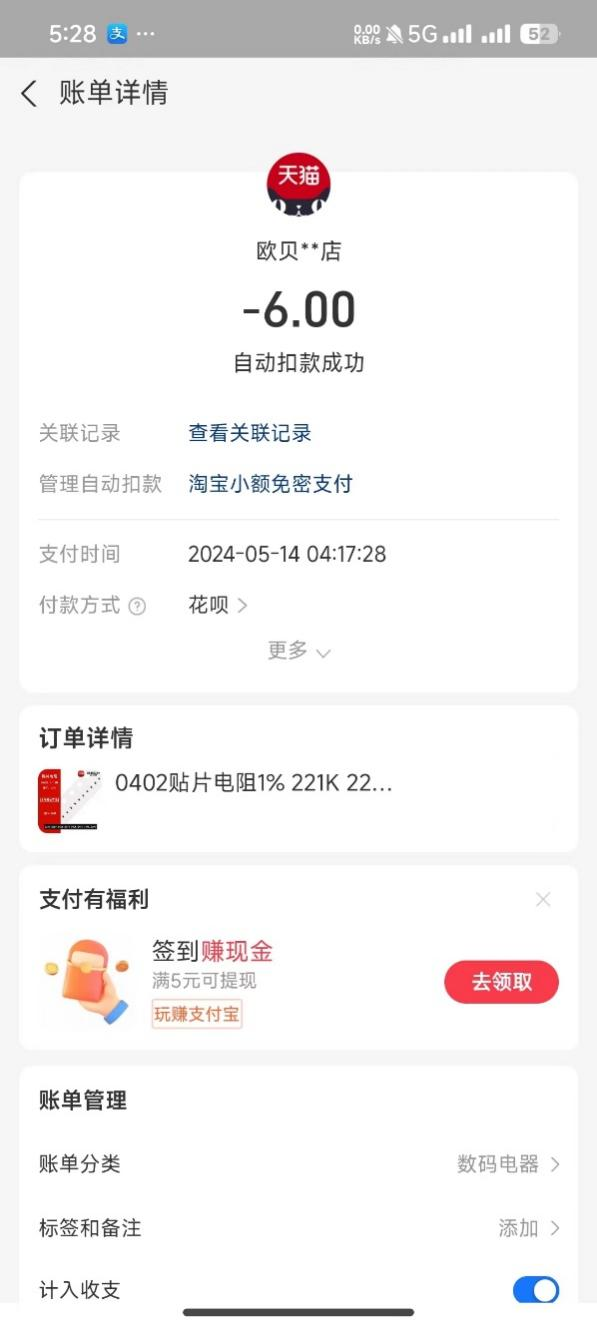 5:28 支 ··· 0.00 KB/s 5G 52
账单详情
天猫
欧贝**店
-6.00
自动扣款成功
关联记录 查看关联记录
管理自动扣款 淘宝小额免密支付
支付时间 2024-05-14 04:17:28
付款方式 ? 花呗
更多
订单详情
0402贴片电阻1% 221K 22...
支付有福利
签到赚现金
满5元可提现
去领取
玩赚支付宝
账单管理
账单分类 数码电器
标签和备注 添加
计入收支